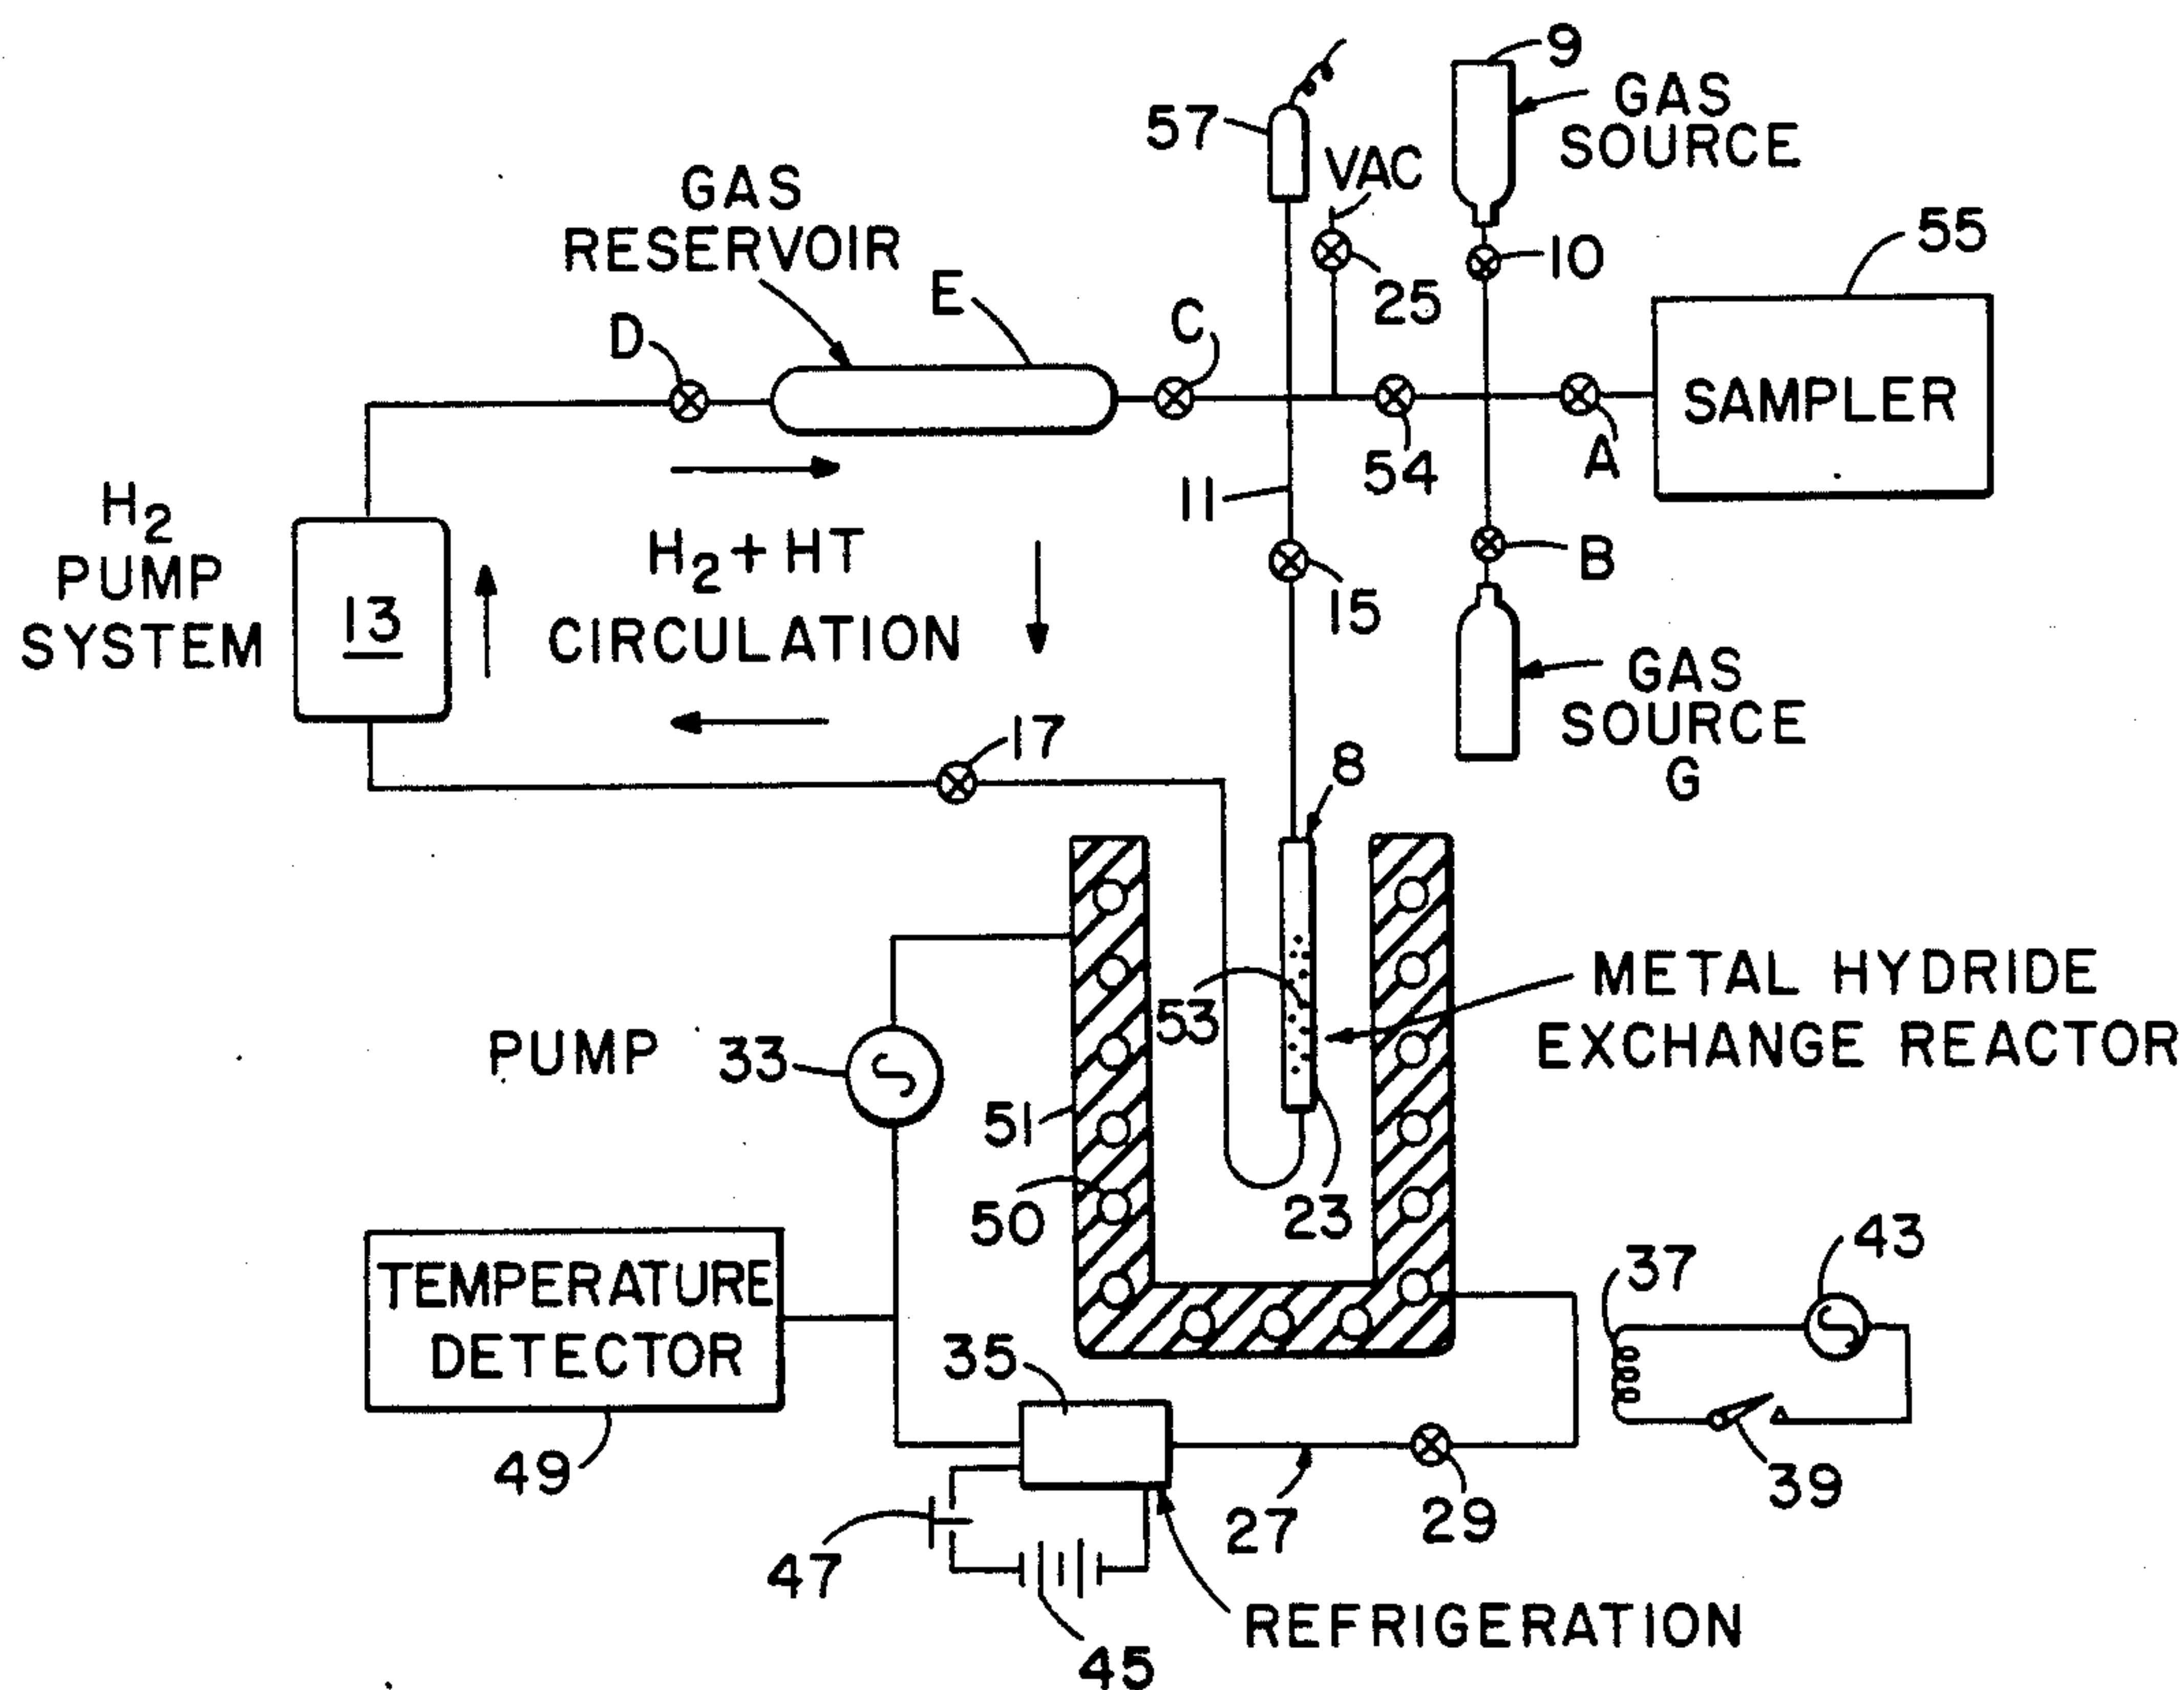 9
GAS
SOURCE
57
VAC
GAS
RESERVOIR
55
10
E
25
C
D
SAMPLER
A
54
11
H2
PUMP
SYSTEM
13
H2 + HT
CIRCULATION
B
15
GAS
SOURCE
G
17
8
METAL HYDRIDE
EXCHANGE REACTOR
53
PUMP
33
51
50
23
43
37
TEMPERATURE
DETECTOR
35
49
39
27
29
47
REFRIGERATION
45